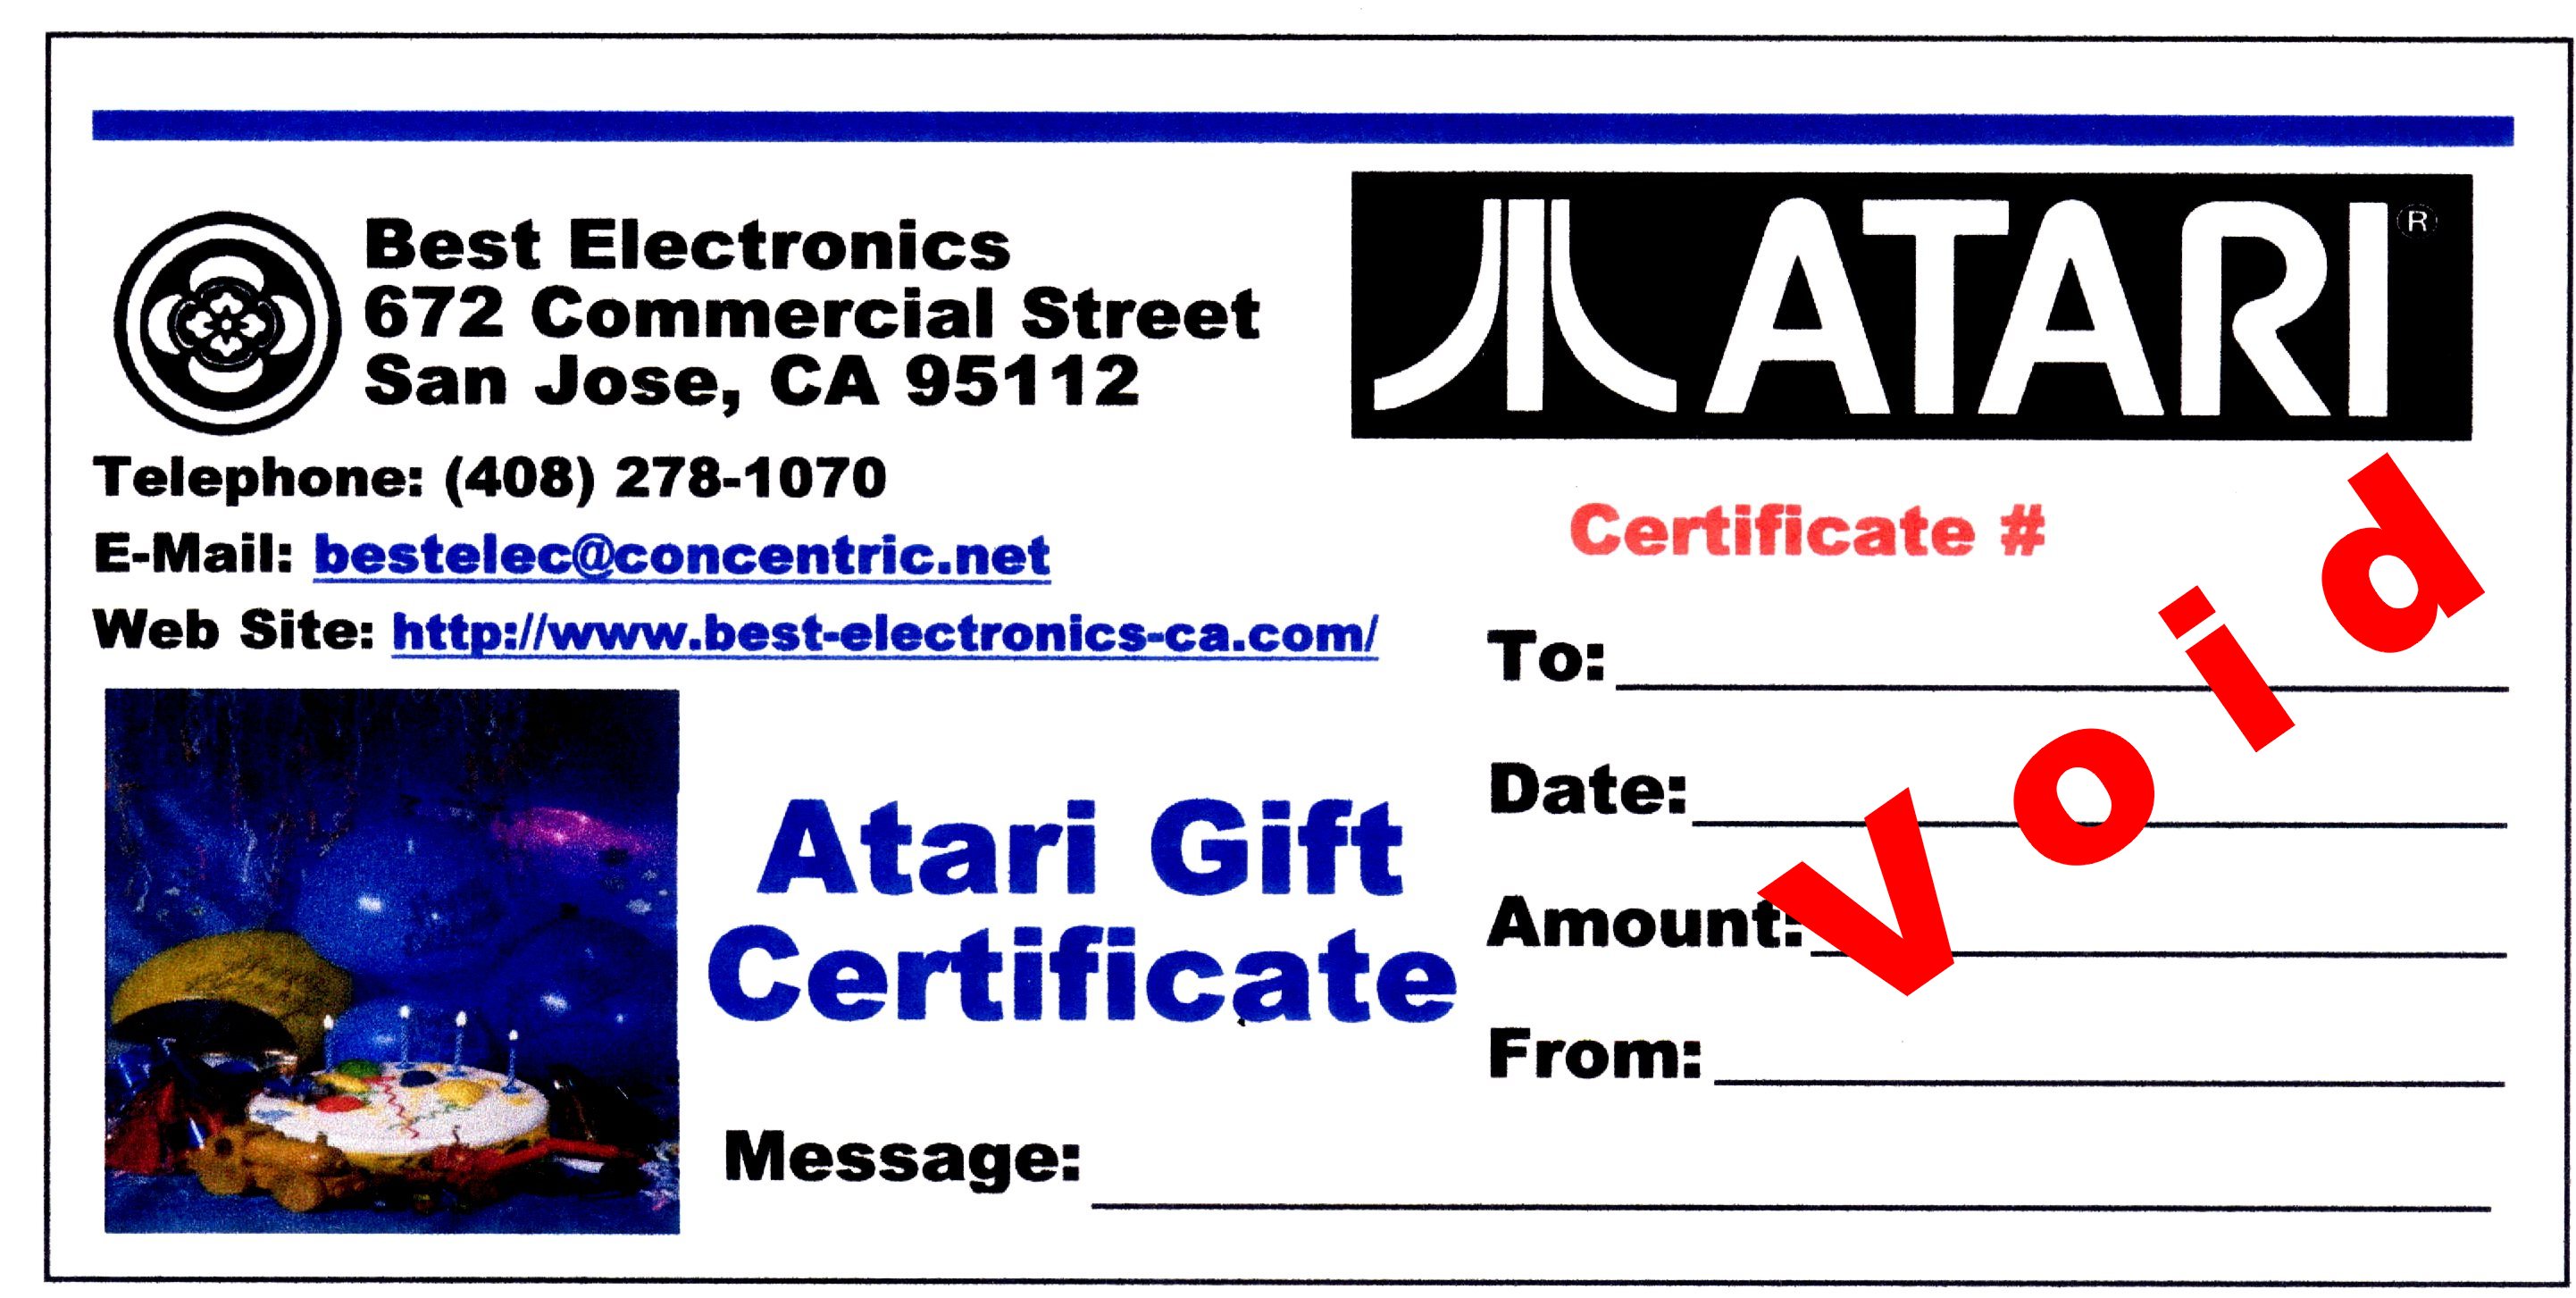 Best Electronics
672 Commercial Street
San Jose, CA 95112
Telephone: (408) 278-1070
E-Mail: bestelec@concentric.net
Web Site: http://www.best-electronics-ca.com/
ATARI®
Certificate #
To:
Date:
Amount:
From:
Void
Atari Gift
Certificate
Message: